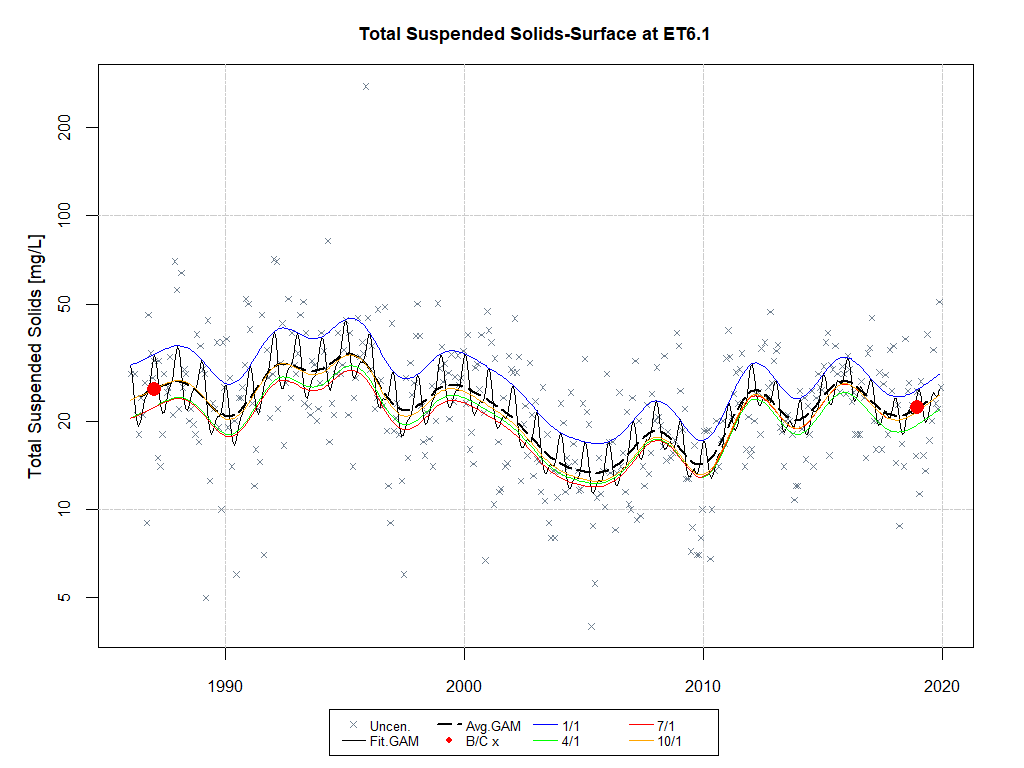 Total Suspended Solids-Surface at ET6.1
Total Suspended Solids [mg/L]
200
100
50
20
10
5
1990 2000 2010 2020
Uncen. Avg.GAM 1/1 7/1
Fit.GAM B/C x 4/1 10/1